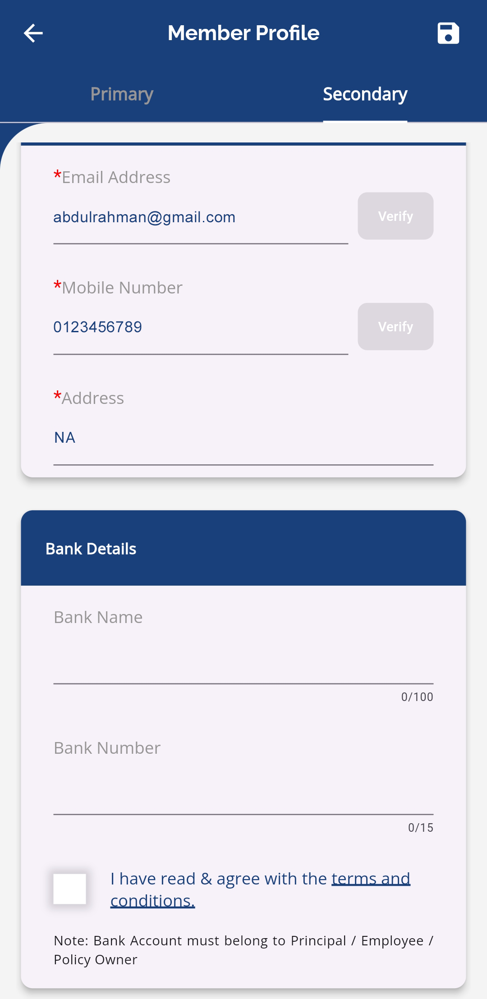 Member Profile
Primary
Secondary
*Email Address
abdulrahman@gmail.com
Verify
*Mobile Number
0123456789
Verify
*Address
NA
Bank Details
Bank Name
0/100
Bank Number
0/15
I have read & agree with the terms and
conditions.
Note: Bank Account must belong to Principal / Employee /
Policy Owner